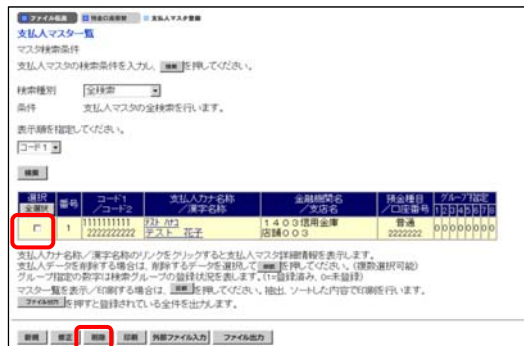 ファイル伝送 預金口座振替 支払人マスタ登録
支払人マスター覧
マスタ検索条件
支払人マスタの検索条件を入力し、検索を押してください。
検索種別 全検索
条件 支払人マスタの全検索を行います。
表示順を指定してください。
コード1
検索
選択 番号 コード1 支払人カナ名称 金融機関名 預金種目 グループ指定
全選択 /コード2 /漢字名称 /支店名 /口座番号 1 2 3 4 5 6 7 8
1 1111111111 ﾃｽﾄ ﾊﾅｺ 1403信用金庫 普通 0 0 0 0 0 0 0 0
2222222222 テスト 花子 店舗003 2222222
支払人カナ名称/漢字名称のリンクをクリックすると支払人マスタ詳細情報を表示します。
支払人データを削除する場合は、削除するデータを選択して削除を押してください。(複数選択可能)
グループ指定の数字は検索グループの登録状況を表します。(1=登録済み、0=未登録)
マスター覧を表示/印刷する場合は、印刷を押してください。抽出、ソートした内容で印刷を行います。
ファイル出力を押すと登録されている全件を出力します。
新規 修正 削除 印刷 外部ファイル入力 ファイル出力